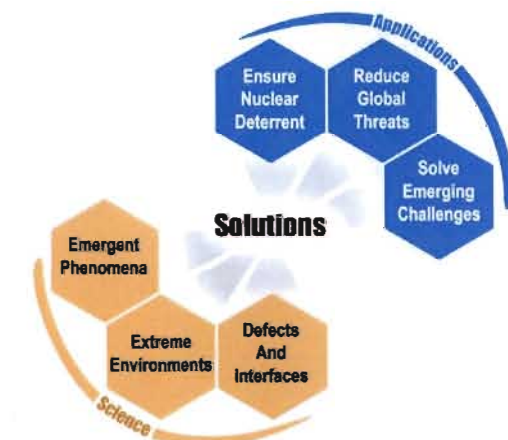 Applications
Ensure
Nuclear
Deterrent
Reduce
Global
Threats
Solve
Emerging
Challenges
Solutions
Emergent
Phenomena
Extreme
Environments
Defects
And
Interfaces
Science